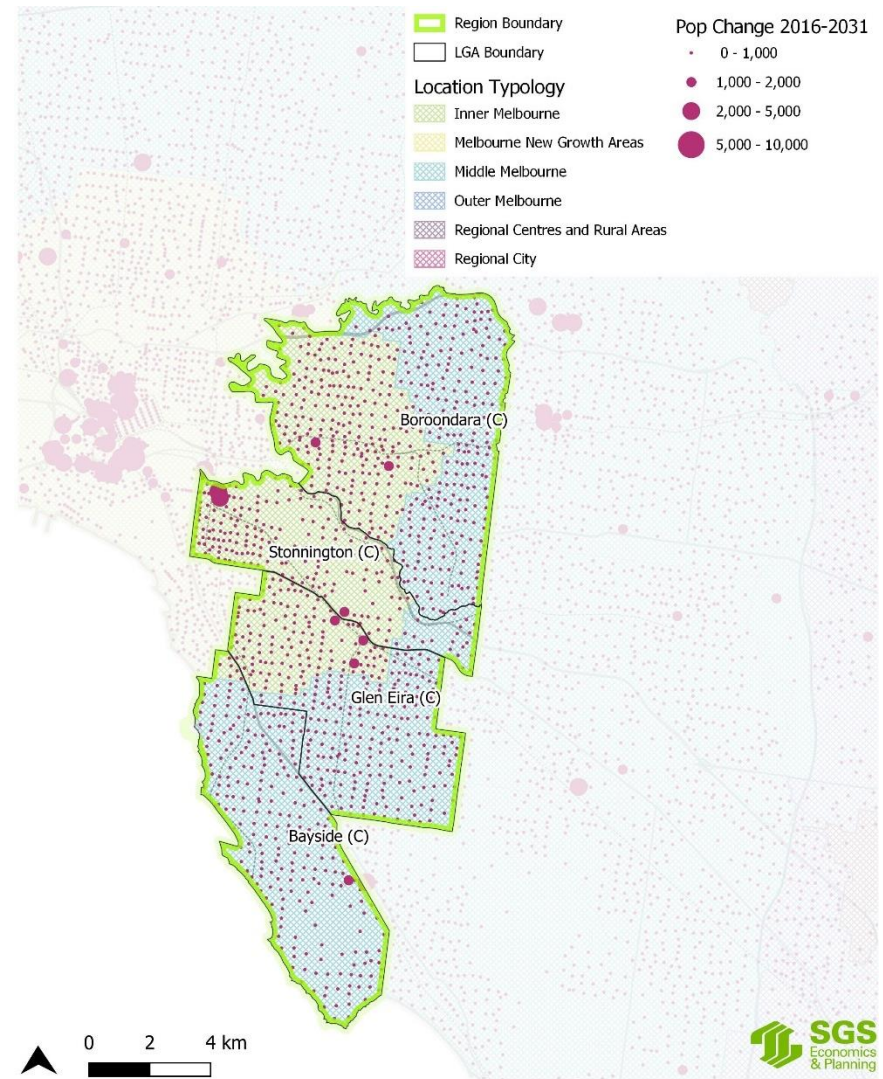 Region Boundary
LGA Boundary
Location Typology
Inner Melbourne
Melbourne New Growth Areas
Middle Melbourne
Outer Melbourne
Regional Centres and Rural Areas
Regional City
Pop Change 2016-2031
0 - 1,000
1,000 - 2,000
2,000 - 5,000
5,000 - 10,000
Boroondara (C)
Stonnington (C)
Glen Eira (C)
Bayside (C)
0 2 4 km
SGS
Economics
& Planning